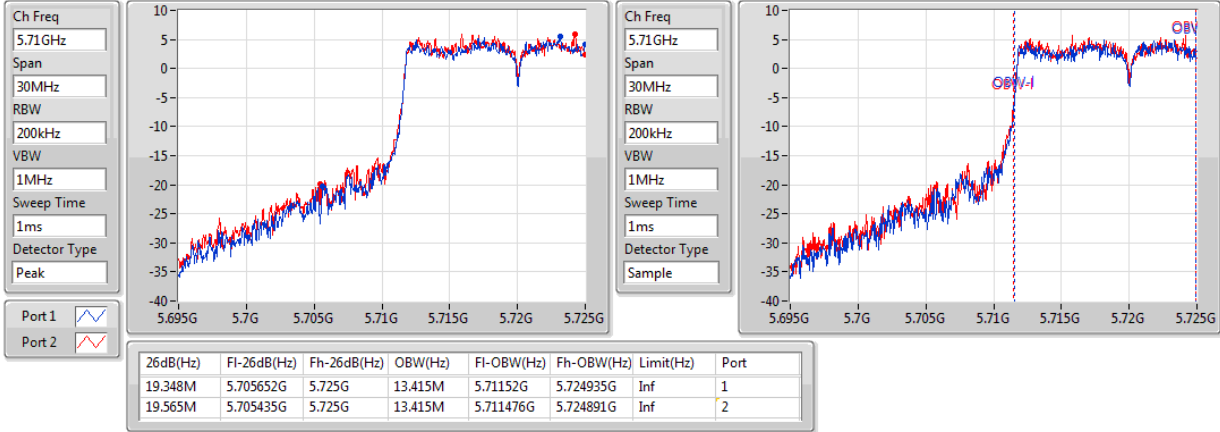 Ch Freq
5.71GHz
Span
30MHz
RBW
200kHz
VBW
1MHz
Sweep Time
1ms
Detector Type
Peak
Port 1
Port 2
10
5
0
-5
-10
-15
-20
-25
-30
-35
-40
5.695G 5.7G 5.705G 5.71G 5.715G 5.72G 5.725G
Ch Freq
5.71GHz
Span
30MHz
RBW
200kHz
VBW
1MHz
Sweep Time
1ms
Detector Type
Sample
10
5
0
-5
-10
-15
-20
-25
-30
-35
-40
OBW-l
OBW
5.695G 5.7G 5.705G 5.71G 5.715G 5.72G 5.725G
26dB(Hz) Fl-26dB(Hz) Fh-26dB(Hz) OBW(Hz) Fl-OBW(Hz) Fh-OBW(Hz) Limit(Hz) Port
19.348M 5.705652G 5.725G 13.415M 5.71152G 5.724935G Inf 1
19.565M 5.705435G 5.725G 13.415M 5.711476G 5.724891G Inf 2